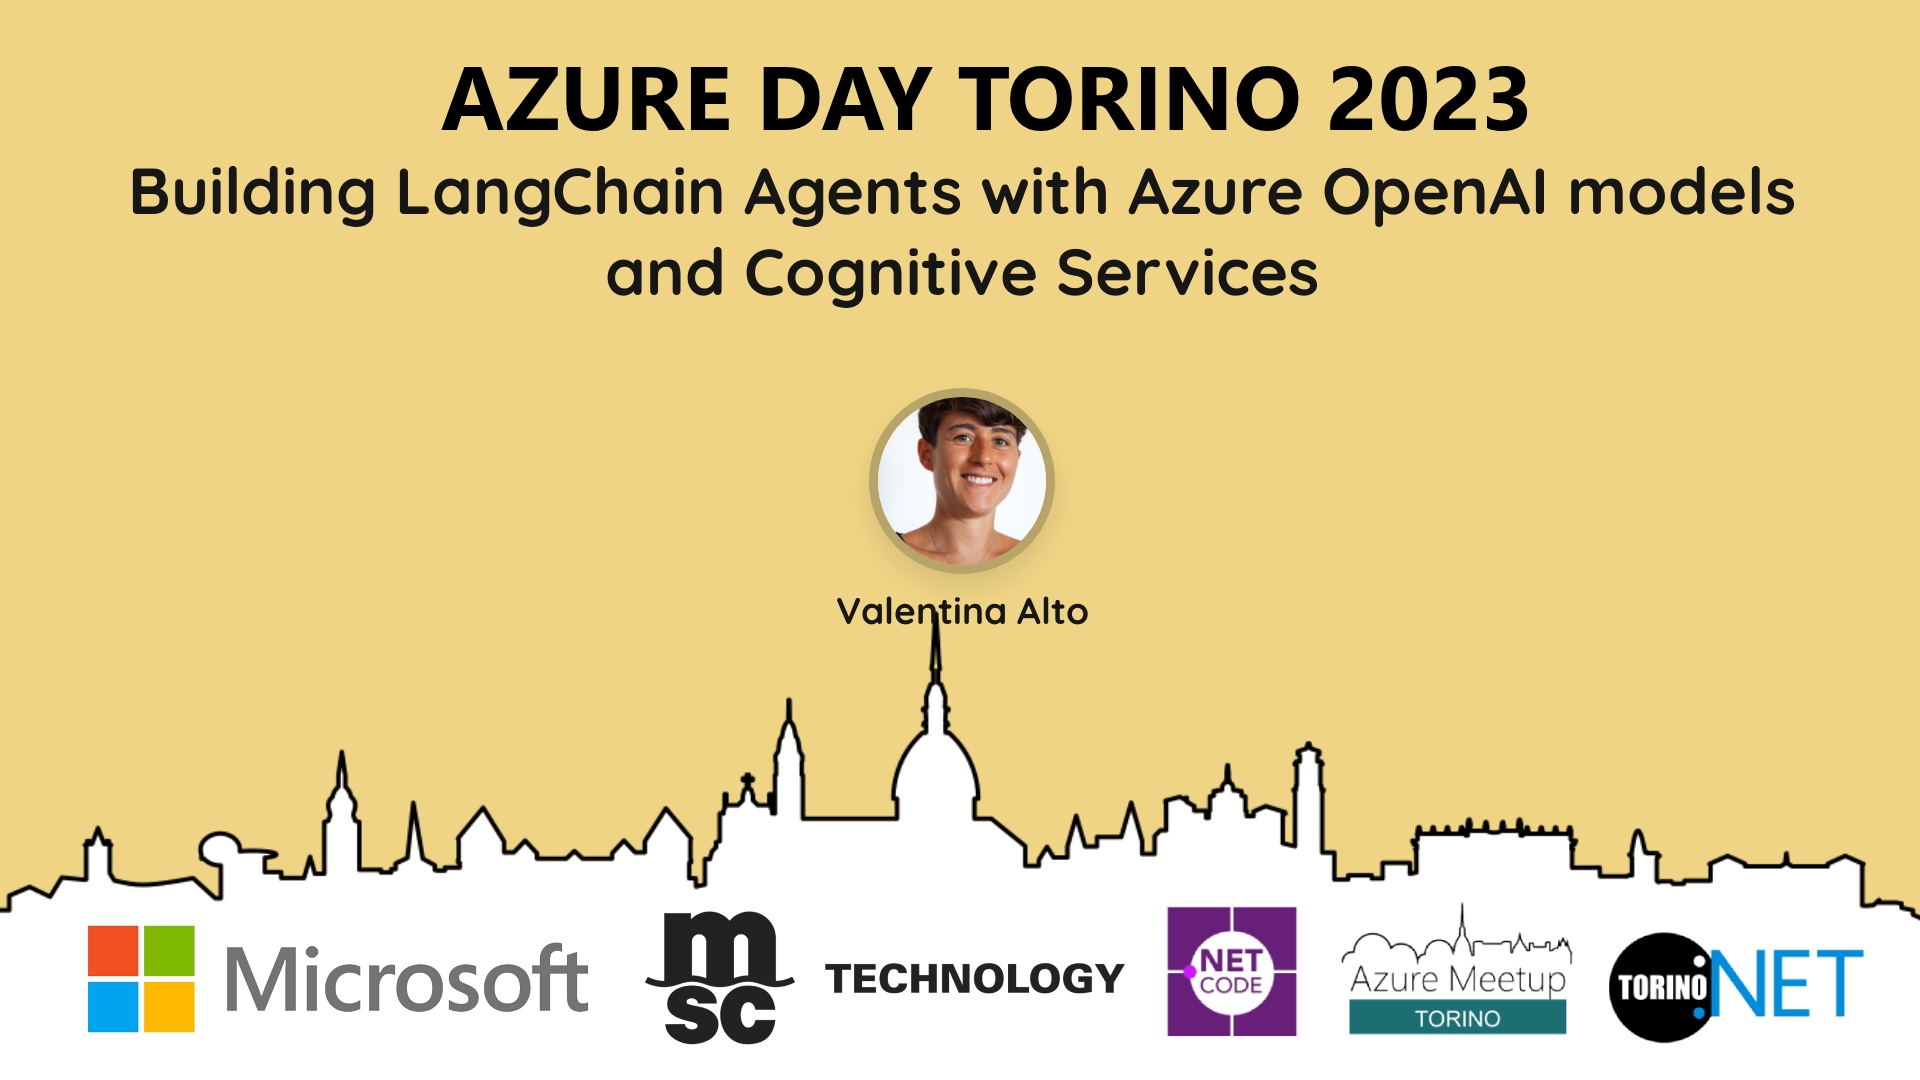 AZURE DAY TORINO 2023
Building LangChain Agents with Azure OpenAI models
and Cognitive Services
Valentina Alto
Microsoft
msc
TECHNOLOGY
NET
CODE
Azure Meetup
TORINO
TORINO NET